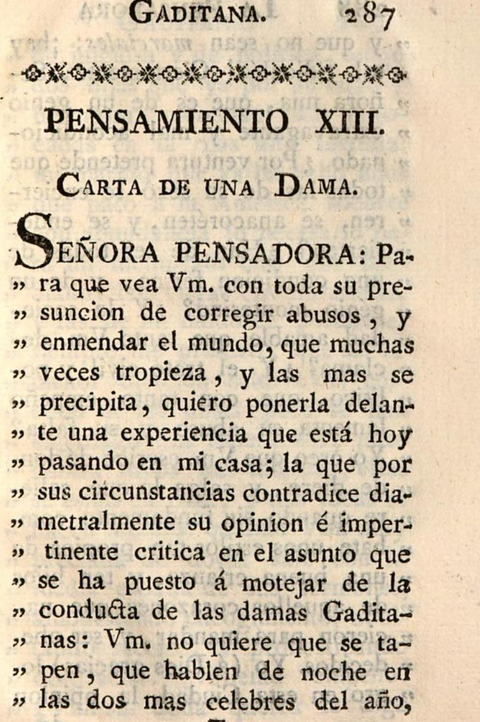 GADITANA. 287
PENSAMIENTO XIII.
CARTA DE UNA DAMA.
SEÑORA PENSADORA: Pa-
„ ra que vea Vm. con toda su pre-
„ suncion de corregir abusos, y
„ enmendar el mundo, que muchas
„ veces tropieza, y las mas se
„ precipita, quiero ponerla delan-
„ te una experiencia que está hoy
„ pasando en mi casa; la que por
„ sus circunstancias contradice dia-
„ metralmente su opinion é imper-
„ tinente critica en el asunto que
„ se ha puesto á motejar de la
„ conducta de las damas Gadita-
„ nas: Vm. no quiere que se ta-
„ pen, que hablen de noche en
„ las dos mas celebres del año,